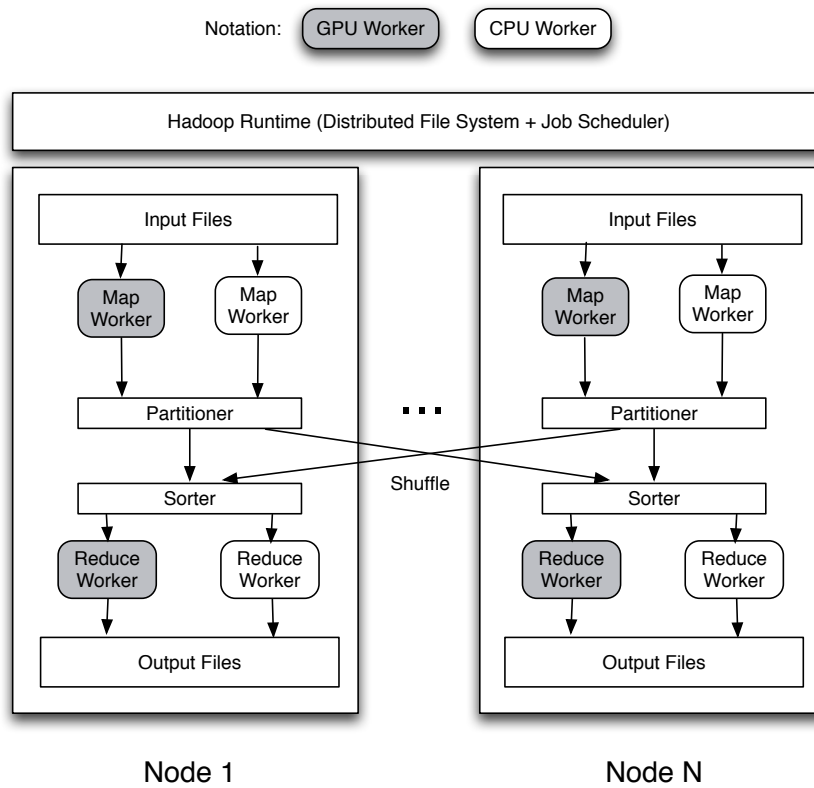 Notation:
GPU Worker
CPU Worker
Hadoop Runtime (Distributed File System + Job Scheduler)
Input Files
Map
Worker
Map
Worker
Partitioner
Sorter
Reduce
Worker
Reduce
Worker
Output Files
Node 1
...
Shuffle
Input Files
Map
Worker
Map
Worker
Partitioner
Sorter
Reduce
Worker
Reduce
Worker
Output Files
Node N